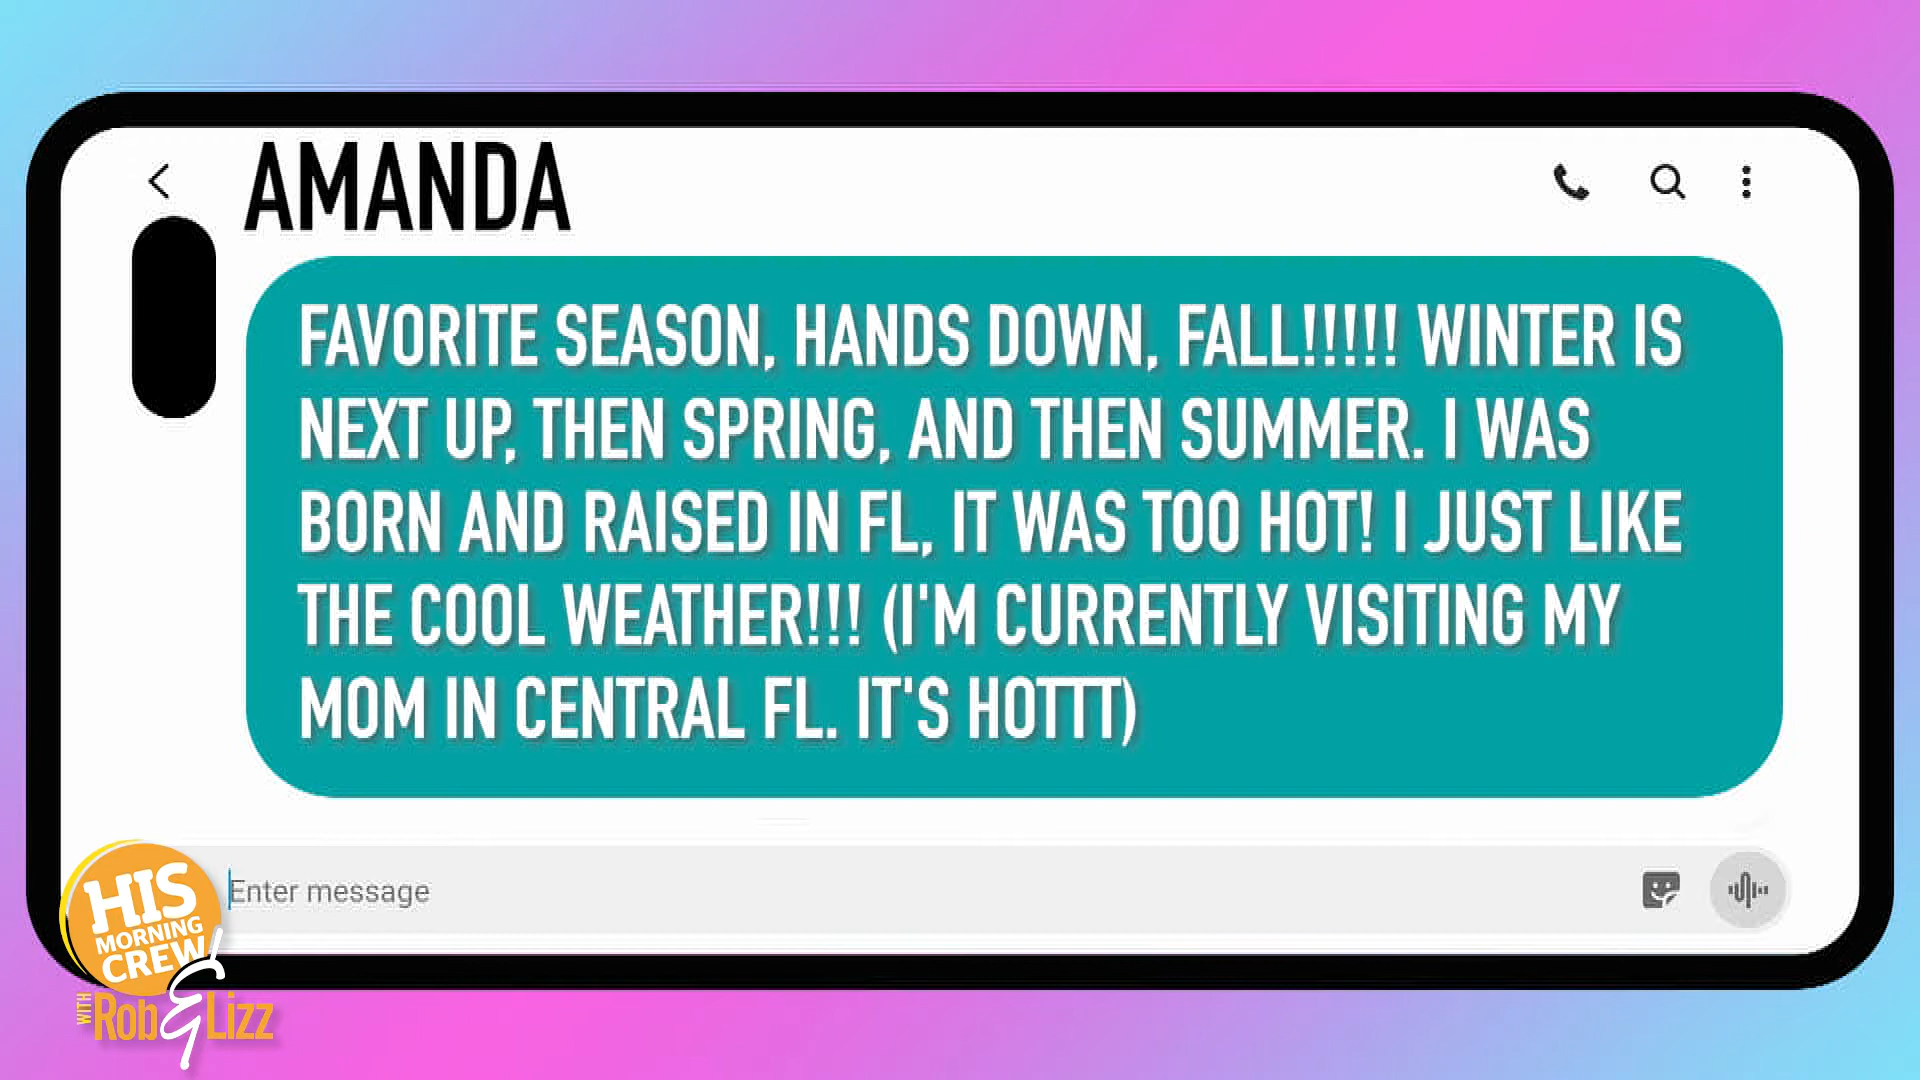 AMANDA
FAVORITE SEASON, HANDS DOWN, FALL!!!!! WINTER IS
NEXT UP, THEN SPRING, AND THEN SUMMER. I WAS
BORN AND RAISED IN FL, IT WAS TOO HOT! I JUST LIKE
THE COOL WEATHER!!! (I'M CURRENTLY VISITING MY
MOM IN CENTRAL FL. IT'S HOTTT)
Enter message
HIS
MORNING
CREW
WITH Rob & Lizz